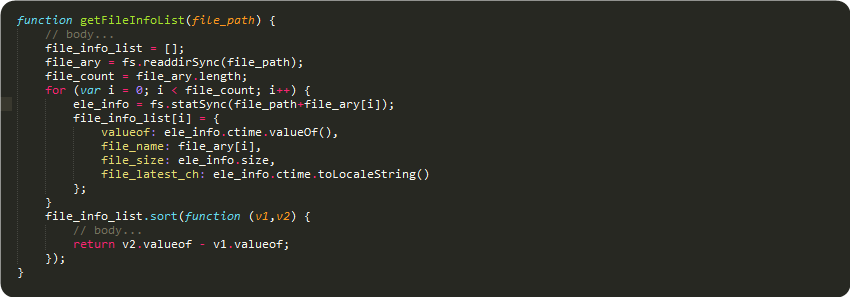 function getFileInfoList(file_path) {
    // body...
    file_info_list = [];
    file_ary = fs.readdirSync(file_path);
    file_count = file_ary.length;
    for (var i = 0; i < file_count; i++) {
        ele_info = fs.statSync(file_path+file_ary[i]);
        file_info_list[i] = {
            valueof: ele_info.ctime.valueOf(),
            file_name: file_ary[i],
            file_size: ele_info.size,
            file_latest_ch: ele_info.ctime.toLocaleString()
        };
    }
    file_info_list.sort(function (v1,v2) {
        // body...
        return v2.valueof - v1.valueof;
    });
}